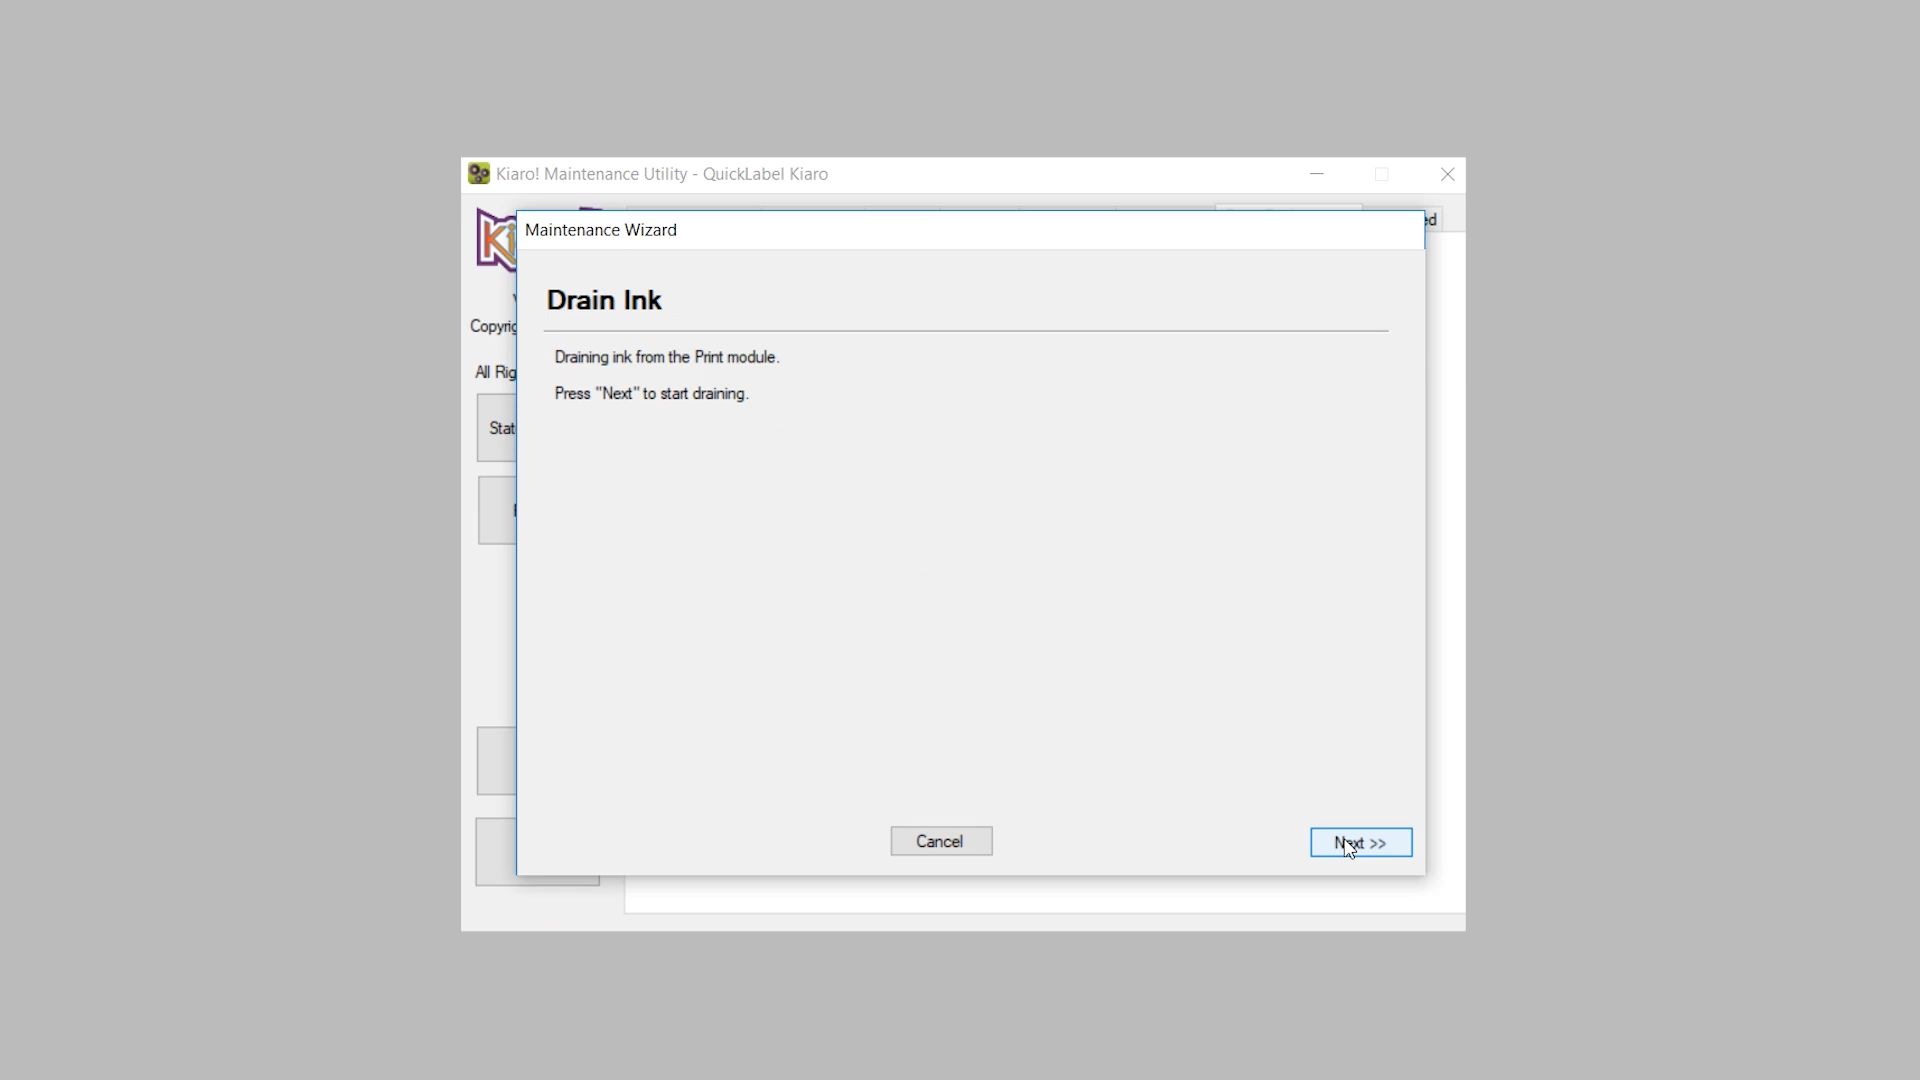 Kiaro! Maintenance Utility - QuickLabel Kiaro
Maintenance Wizard
Drain Ink
Draining ink from the Print module.
Press "Next" to start draining.
Copyrig
All Rig
Stat
Cancel
Next >>